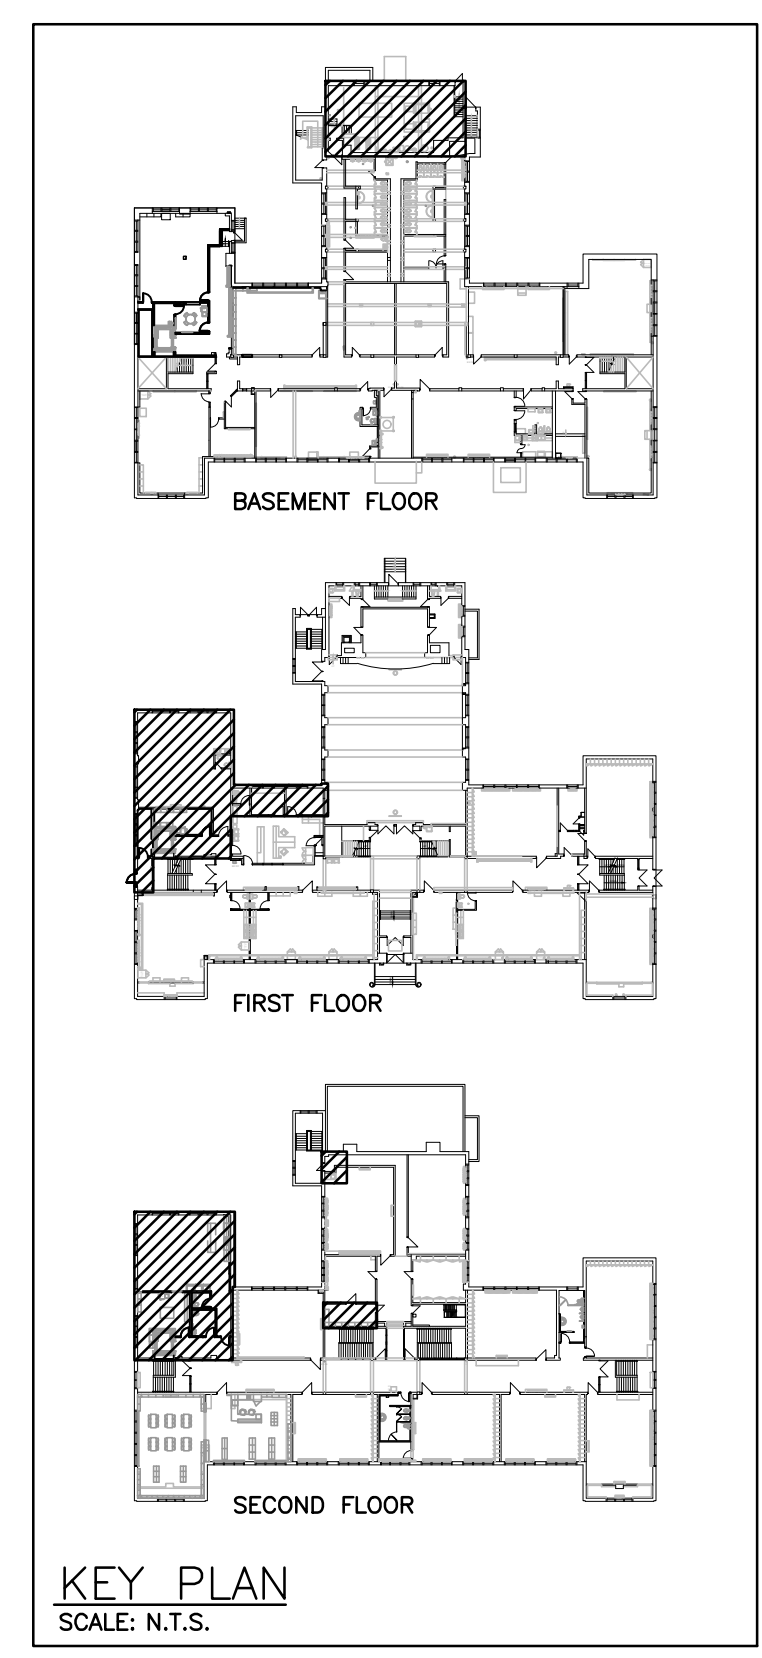 BASEMENT FLOOR
FIRST FLOOR
SECOND FLOOR
KEY PLAN
SCALE: N.T.S.